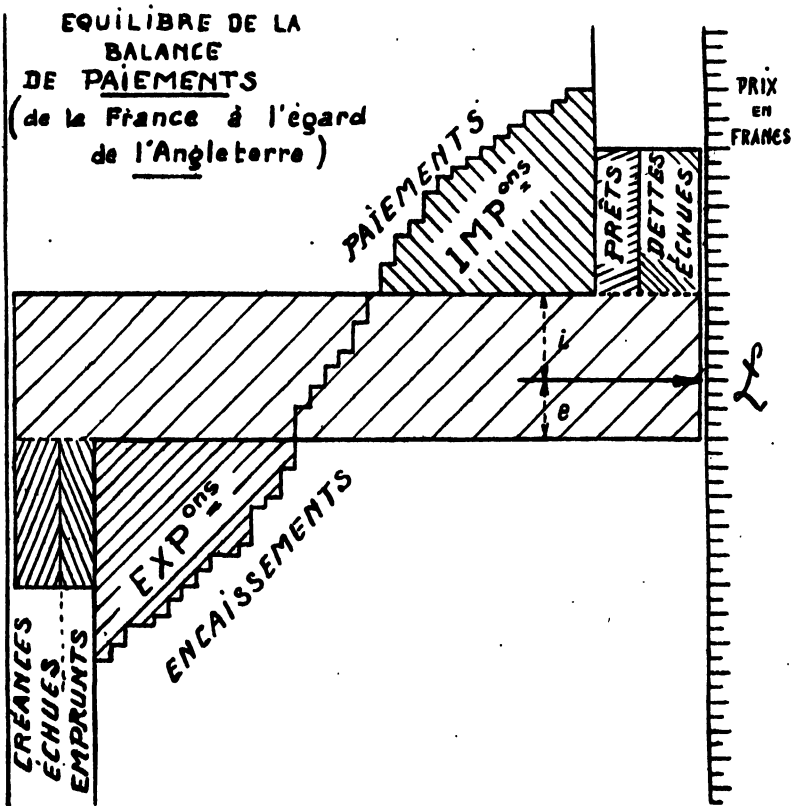 EQUILIBRE DE LA
BALANCE
DE PAIEMENTS
(de la France à l'égard
de l'Angleterre)
PRIX
EN
FRANCS
PAIEMENTS
IMPons
PRÊTS
DETTES
ÉCHUES
i
e
£
EXPons
ENCAISSEMENTS
CRÉANCES
ÉCHUES
EMPRUNTS